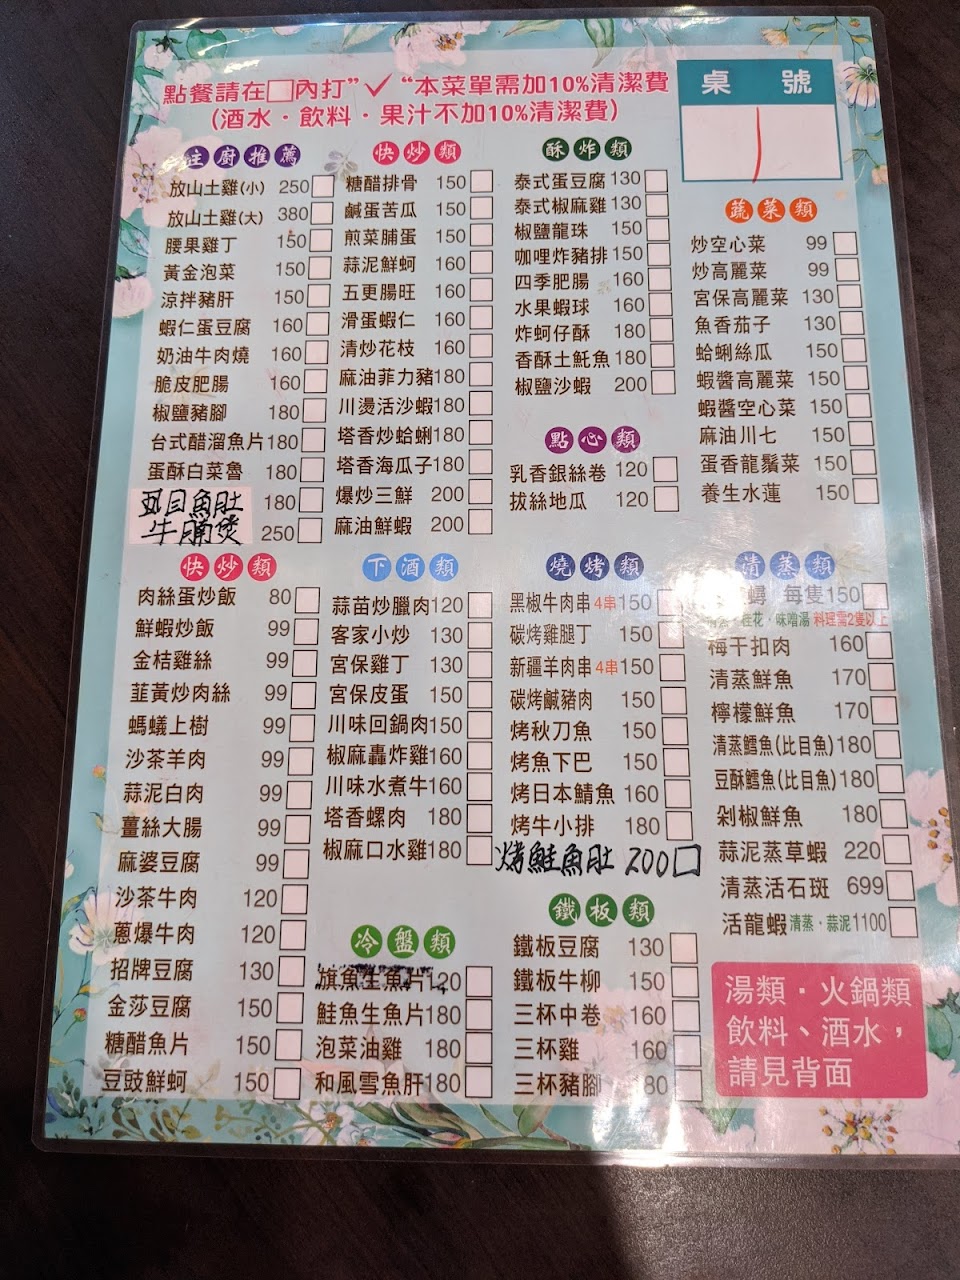 點餐請在□內打”✓“本菜單需加10%清潔費
(酒水·飲料·果汁不加10%清潔費)
桌 號
1
主廚推薦
放山土雞(小) 250
放山土雞(大) 380
腰果雞丁 150
黃金泡菜 150
涼拌豬肝 150
蝦仁蛋豆腐 160
奶油牛肉燒 160
脆皮肥腸 160
椒鹽豬腳 180
台式醋溜魚片 180
蛋酥白菜魯 180
虱目魚肚 180
牛腩煲 250
快炒類
糖醋排骨 150
鹹蛋苦瓜 150
煎菜脯蛋 150
蒜泥鮮蚵 160
五更腸旺 160
滑蛋蝦仁 160
清炒花枝 160
麻油菲力豬 180
川燙活沙蝦 180
塔香炒蛤蜊 180
塔香海瓜子 180
爆炒三鮮 200
麻油鮮蝦 200
酥炸類
泰式蛋豆腐 130
泰式椒麻雞 130
椒鹽龍珠 150
咖哩炸豬排 150
四季肥腸 160
水果蝦球 160
炸蚵仔酥 180
香酥土魠魚 180
椒鹽沙蝦 200
點心類
乳香銀絲卷 120
拔絲地瓜 120
蔬菜類
炒空心菜 99
炒高麗菜 99
宮保高麗菜 130
魚香茄子 130
蛤蜊絲瓜 150
蝦醬高麗菜 150
蝦醬空心菜 150
麻油川七 150
蛋香龍鬚菜 150
養生水蓮 150
快炒類
肉絲蛋炒飯 80
鮮蝦炒飯 99
金桔雞絲 99
韮黃炒肉絲 99
螞蟻上樹 99
沙茶羊肉 99
蒜泥白肉 99
薑絲大腸 99
麻婆豆腐 99
沙茶牛肉 120
蔥爆牛肉 120
招牌豆腐 130
金莎豆腐 150
糖醋魚片 150
豆豉鮮蚵 150
下酒類
蒜苗炒臘肉 120
客家小炒 130
宮保雞丁 130
宮保皮蛋 150
川味回鍋肉 150
椒麻轟炸雞 160
川味水煮牛 160
塔香螺肉 180
椒麻口水雞 180
冷盤類
旗魚生魚片 120
鮭魚生魚片 180
泡菜油雞 180
和風雪魚肝 180
燒烤類
黑椒牛肉串 4串 150
碳烤雞腿丁 150
新疆羊肉串 4串 150
碳烤鹹豬肉 150
烤秋刀魚 150
烤魚下巴 150
烤日本鯖魚 160
烤牛小排 180
烤鮭魚肚 200□
鐵板類
鐵板豆腐 130
鐵板牛柳 150
三杯中卷 160
三杯雞 160
三杯豬腳 180
清蒸類
蟳 每隻150
桂花·味噌湯 料理需2隻以上
梅干扣肉 160
清蒸鮮魚 170
檸檬鮮魚 170
清蒸鱈魚(比目魚) 180
豆酥鱈魚(比目魚) 180
剁椒鮮魚 180
蒜泥蒸草蝦 220
清蒸活石斑 699
活龍蝦 清蒸·蒜泥 1100
湯類·火鍋類
飲料、酒水，
請見背面